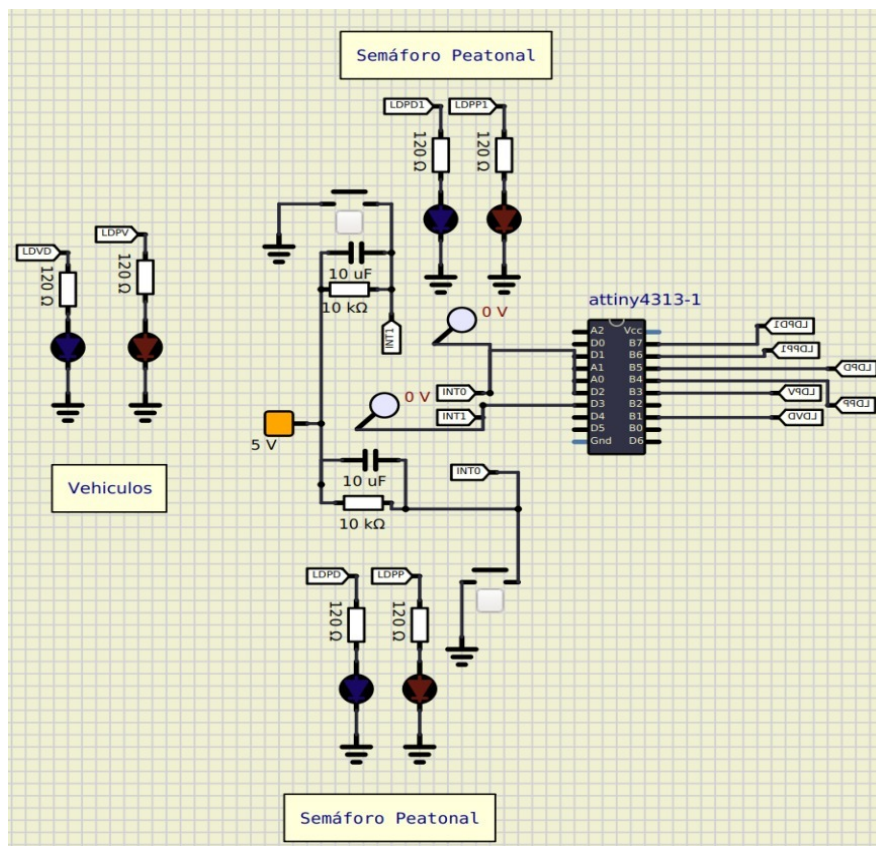 Semáforo Peatonal
LDPD1
LDPP1
120 Ω
120 Ω
LDVD
LDPV
120 Ω
120 Ω
10 uF
10 kΩ
INT1
0 V
attiny4313-1
A2
Vcc
D0
B7
D1
B6
A1
B5
A0
B4
D2
B3
D3
B2
D4
B1
D5
B0
Gnd
D6
LDPD1
LDPP1
LDPD
LDPV
LDPP
LDVD
INT0
0 V
INT1
5 V
Vehiculos
10 uF
10 kΩ
INT0
LDPD
LDPP
120 Ω
120 Ω
Semáforo Peatonal